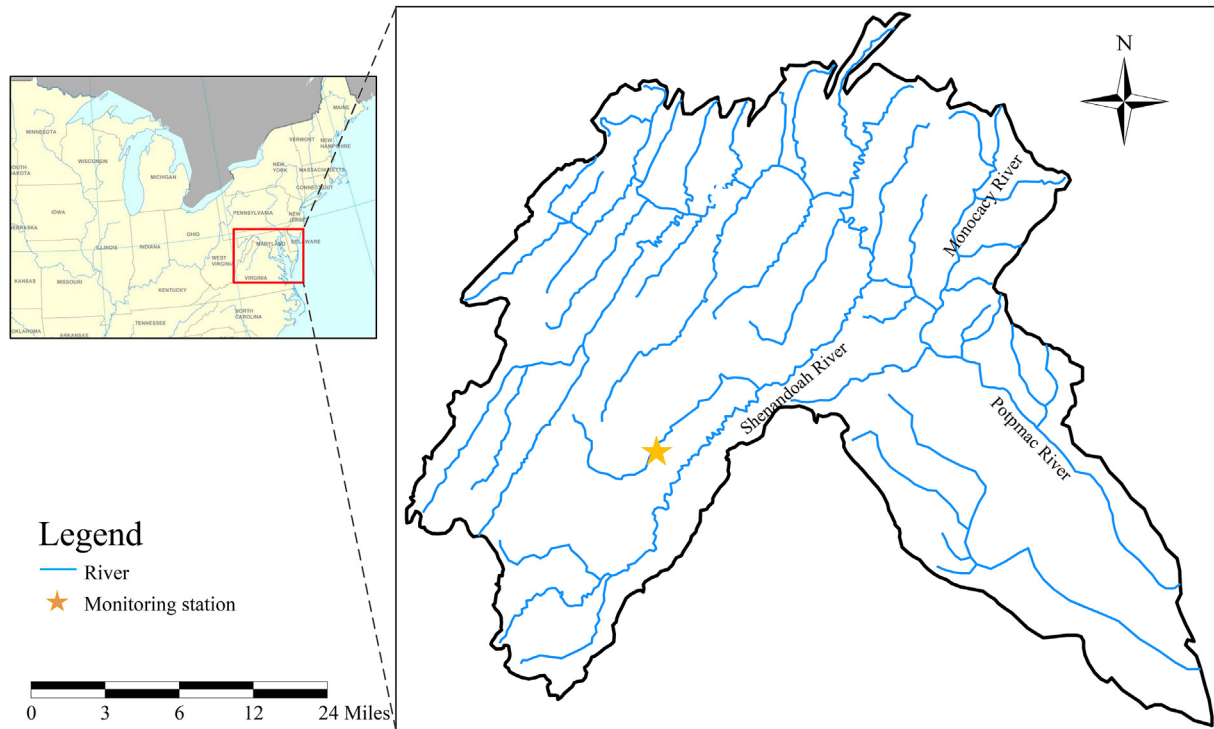 MAINE
MINNESOTA
VERMONT
NEW
HAMPSHIRE
SOUTH
DAKOTA
WISCONSIN
NEW
YORK
MASSACHUSETTS
MICHIGAN
CONNECTICUT
IOWA
PENNSYLVANIA
NEW
JERSEY
NEBRASKA
OHIO
ILLINOIS
INDIANA
MARYLAND
DELAWARE
WEST
VIRGINIA
KANSAS
MISSOURI
VIRGINIA
KENTUCKY
NORTH
CAROLINA
TENNESSEE
OKLAHOMA
ARKANSAS
N
Monocacy River
Shenandoah River
Potpmac River
Legend
River
Monitoring station
0 3 6 12 24 Miles